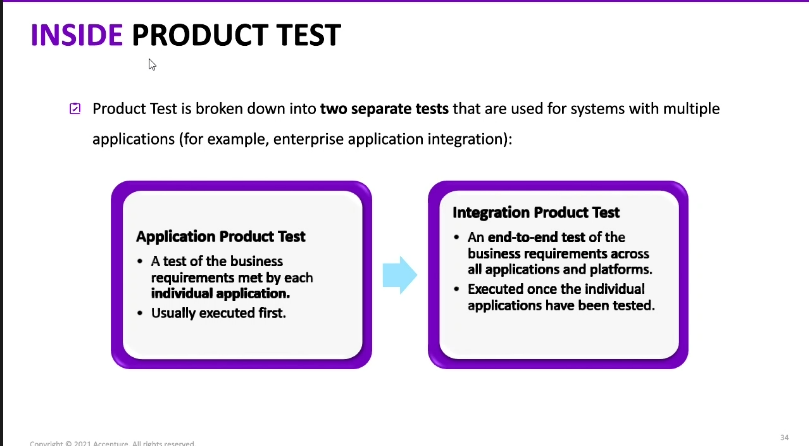 INSIDE PRODUCT TEST
Product Test is broken down into two separate tests that are used for systems with multiple
applications (for example, enterprise application integration):
Application Product Test
• A test of the business
requirements met by each
individual application.
• Usually executed first.
Integration Product Test
• An end-to-end test of the
business requirements across
all applications and platforms.
• Executed once the individual
applications have been tested.
Copyright © 2021 Accenture. All rights reserved.
34